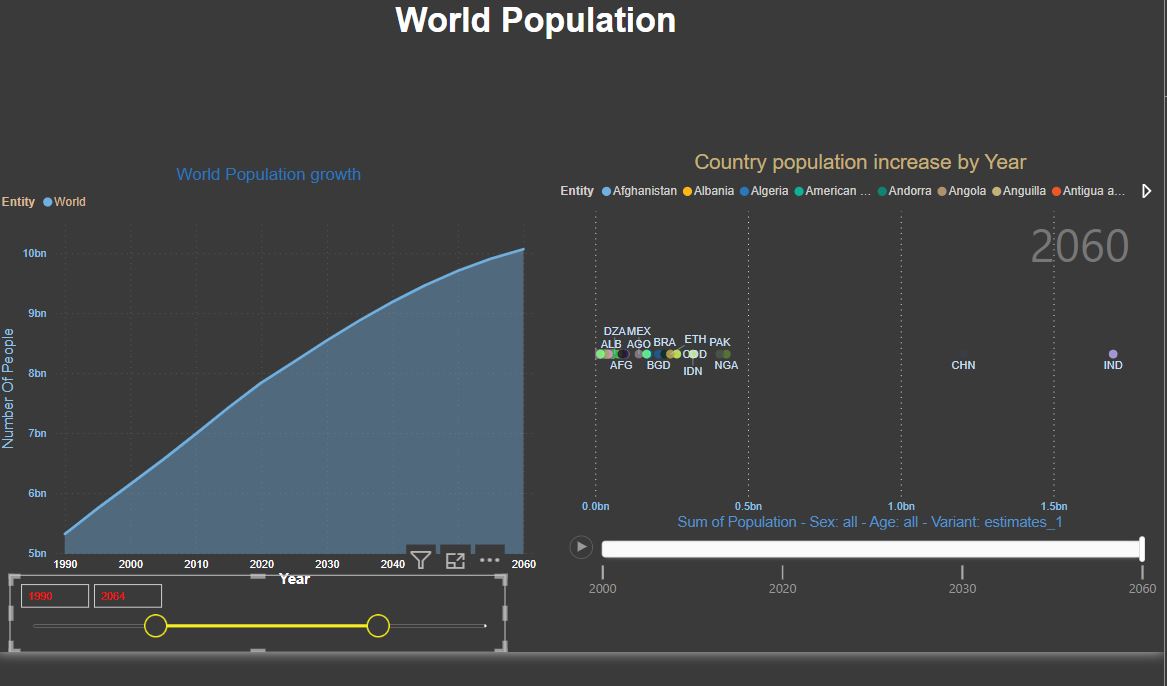 World Population
World Population growth
Entity World
10bn
9bn
8bn
7bn
6bn
5bn
Number Of People
1990 2000 2010 2020 2030 2040 2060
Year
1990 2064
Country population increase by Year
Entity Afghanistan Albania Algeria American ... Andorra Angola Anguilla Antigua a...
2060
DZA MEX
ALB AGO BRA ETH PAK
COD
AFG BGD IDN NGA CHN IND
0.0bn 0.5bn 1.0bn 1.5bn
Sum of Population - Sex: all - Age: all - Variant: estimates_1
2000 2020 2030 2060